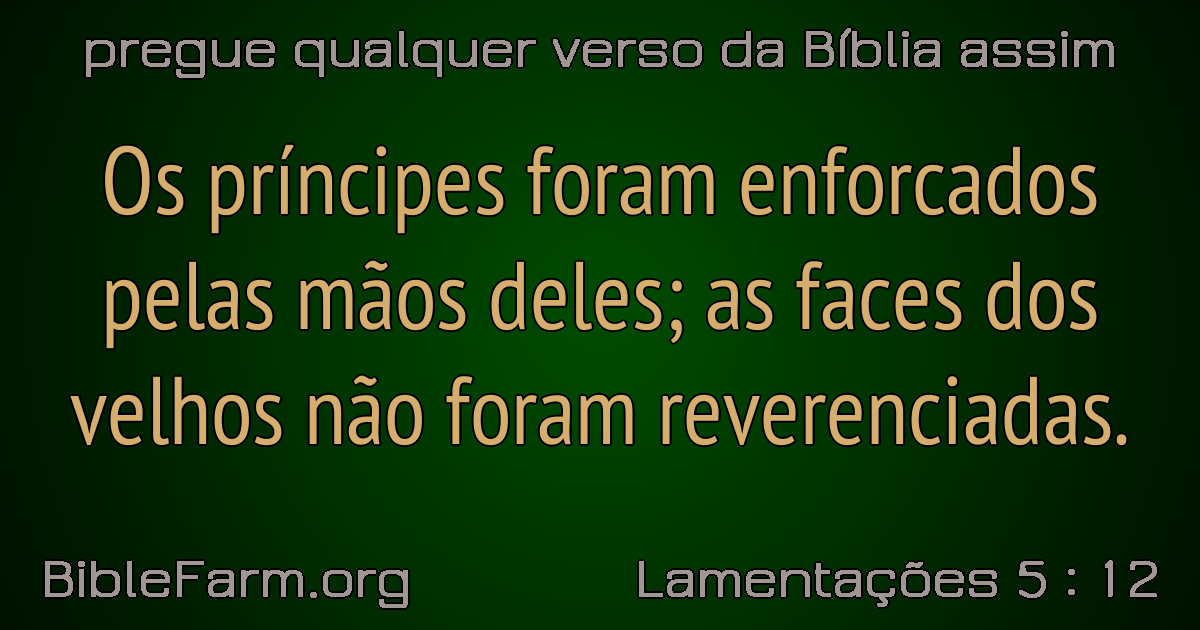 pregue qualquer verso da Bíblia assim
Os príncipes foram enforcados
pelas mãos deles; as faces dos
velhos não foram reverenciadas.
BibleFarm.org
Lamentações 5 : 12